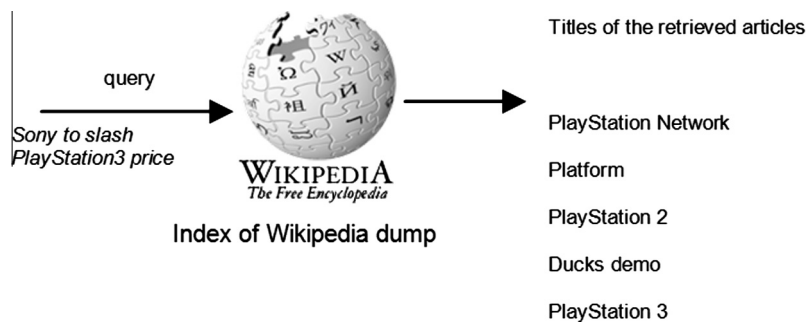 query
Sony to slash
PlayStation3 price
Ω
W
И
祖
WIKIPEDIA
The Free Encyclopedia
Index of Wikipedia dump
Titles of the retrieved articles
PlayStation Network
Platform
PlayStation 2
Ducks demo
PlayStation 3